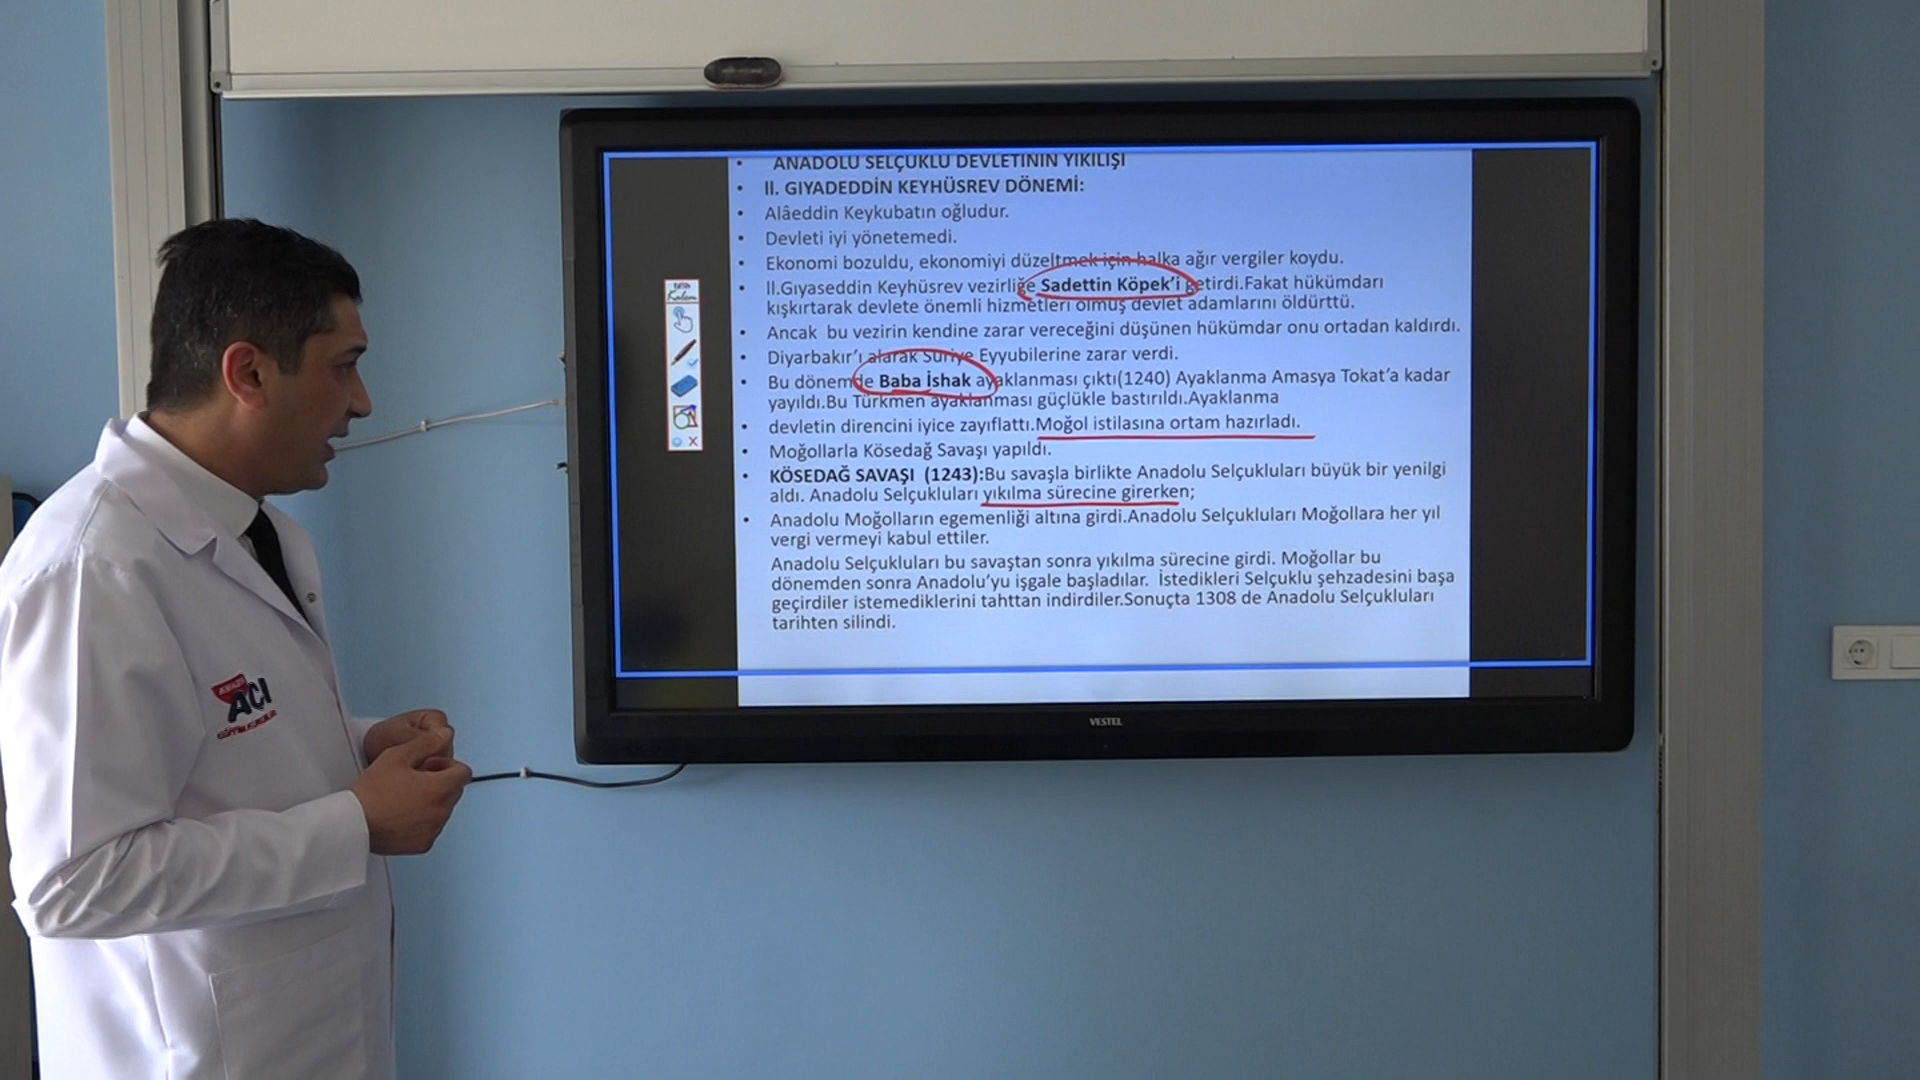 ANADOLU SELÇUKLU DEVLETİNİN YIKILIŞI
II. GIYADEDDİN KEYHÜSREV DÖNEMİ:
Alâeddin Keykubatın oğludur.
Devleti iyi yönetemedi.
Ekonomi bozuldu, ekonomiyi düzeltmek için halka ağır vergiler koydu.
II.Gıyaseddin Keyhüsrev vezirliğe Sadettin Köpek’i getirdi.Fakat hükümdarı
kışkırtarak devlete önemli hizmetleri olmuş devlet adamlarını öldürttü.
Ancak bu vezirin kendine zarar vereceğini düşünen hükümdar onu ortadan kaldırdı.
Diyarbakır’ı alarak Suriye Eyyubilerine zarar verdi.
Bu dönemde Baba İshak ayaklanması çıktı(1240) Ayaklanma Amasya Tokat’a kadar
yayıldı.Bu Türkmen ayaklanması güçlükle bastırıldı.Ayaklanma
devletin direncini iyice zayıflattı.Moğol istilasına ortam hazırladı.
Moğollarla Kösedağ Savaşı yapıldı.
KÖSEDAĞ SAVAŞI (1243):Bu savaşla birlikte Anadolu Selçukluları büyük bir yenilgi
aldı. Anadolu Selçukluları yıkılma sürecine girerken;
Anadolu Moğolların egemenliği altına girdi.Anadolu Selçukluları Moğollara her yıl
vergi vermeyi kabul ettiler.
Anadolu Selçukluları bu savaştan sonra yıkılma sürecine girdi. Moğollar bu
dönemden sonra Anadolu’yu işgale başladılar. İstedikleri Selçuklu şehzadesini başa
geçirdiler istemediklerini tahttan indirdiler.Sonuçta 1308 de Anadolu Selçukluları
tarihten silindi.
Kalem
VESTEL
AÇI